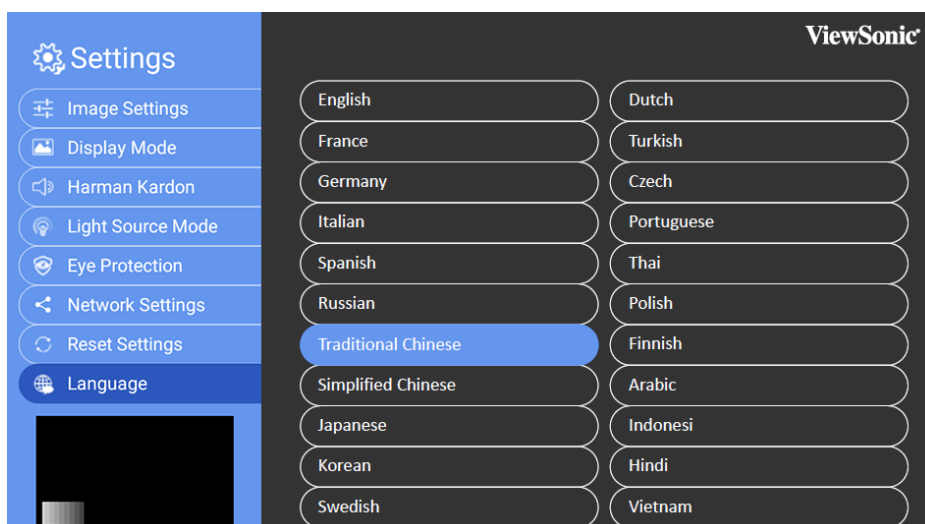 ViewSonic
Settings
Image Settings
Display Mode
Harman Kardon
Light Source Mode
Eye Protection
Network Settings
Reset Settings
Language
English
France
Germany
Italian
Spanish
Russian
Traditional Chinese
Simplified Chinese
Japanese
Korean
Swedish
Dutch
Turkish
Czech
Portuguese
Thai
Polish
Finnish
Arabic
Indonesi
Hindi
Vietnam